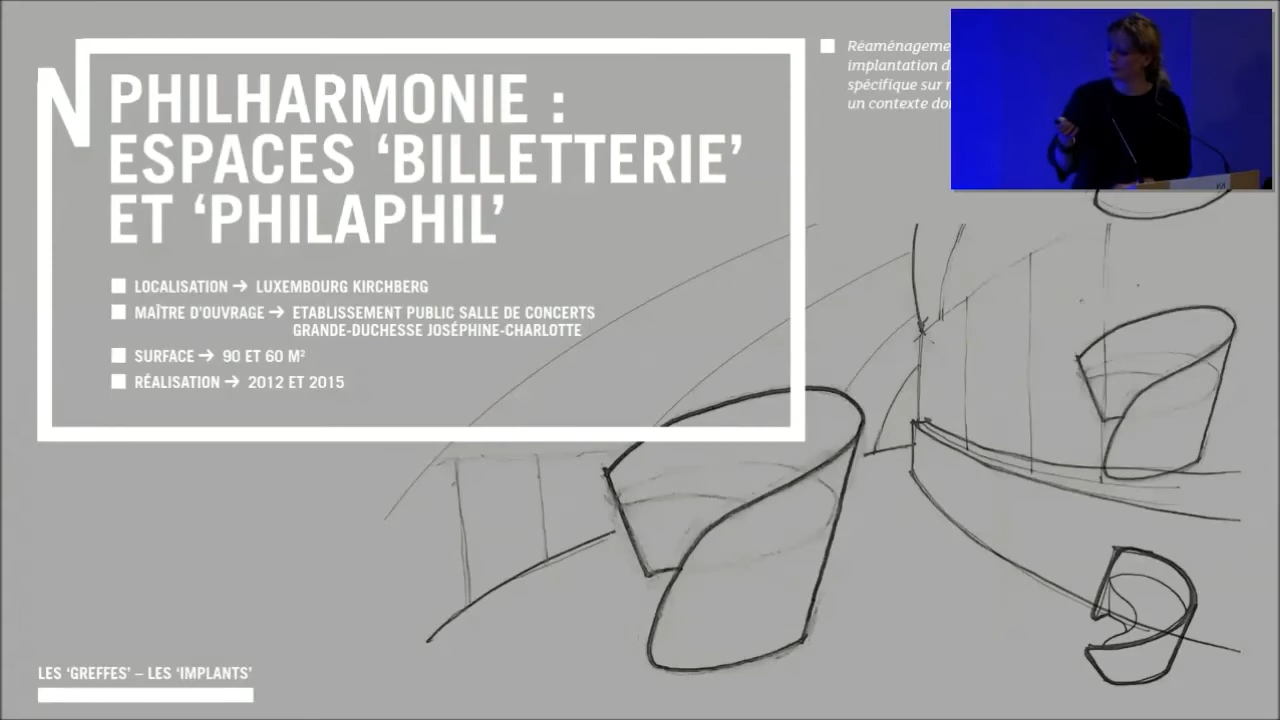 N
PHILHARMONIE :
ESPACES ‘BILLETTERIE’
ET ‘PHILAPHIL’
LOCALISATION → LUXEMBOURG KIRCHBERG
MAÎTRE D'OUVRAGE → ETABLISSEMENT PUBLIC SALLE DE CONCERTS
GRANDE-DUCHESSE JOSÉPHINE-CHARLOTTE
SURFACE → 90 ET 60 M²
RÉALISATION → 2012 ET 2015
implantation
spécifique sur
un contexte
LES ‘GREFFES’ – LES ‘IMPLANTS’